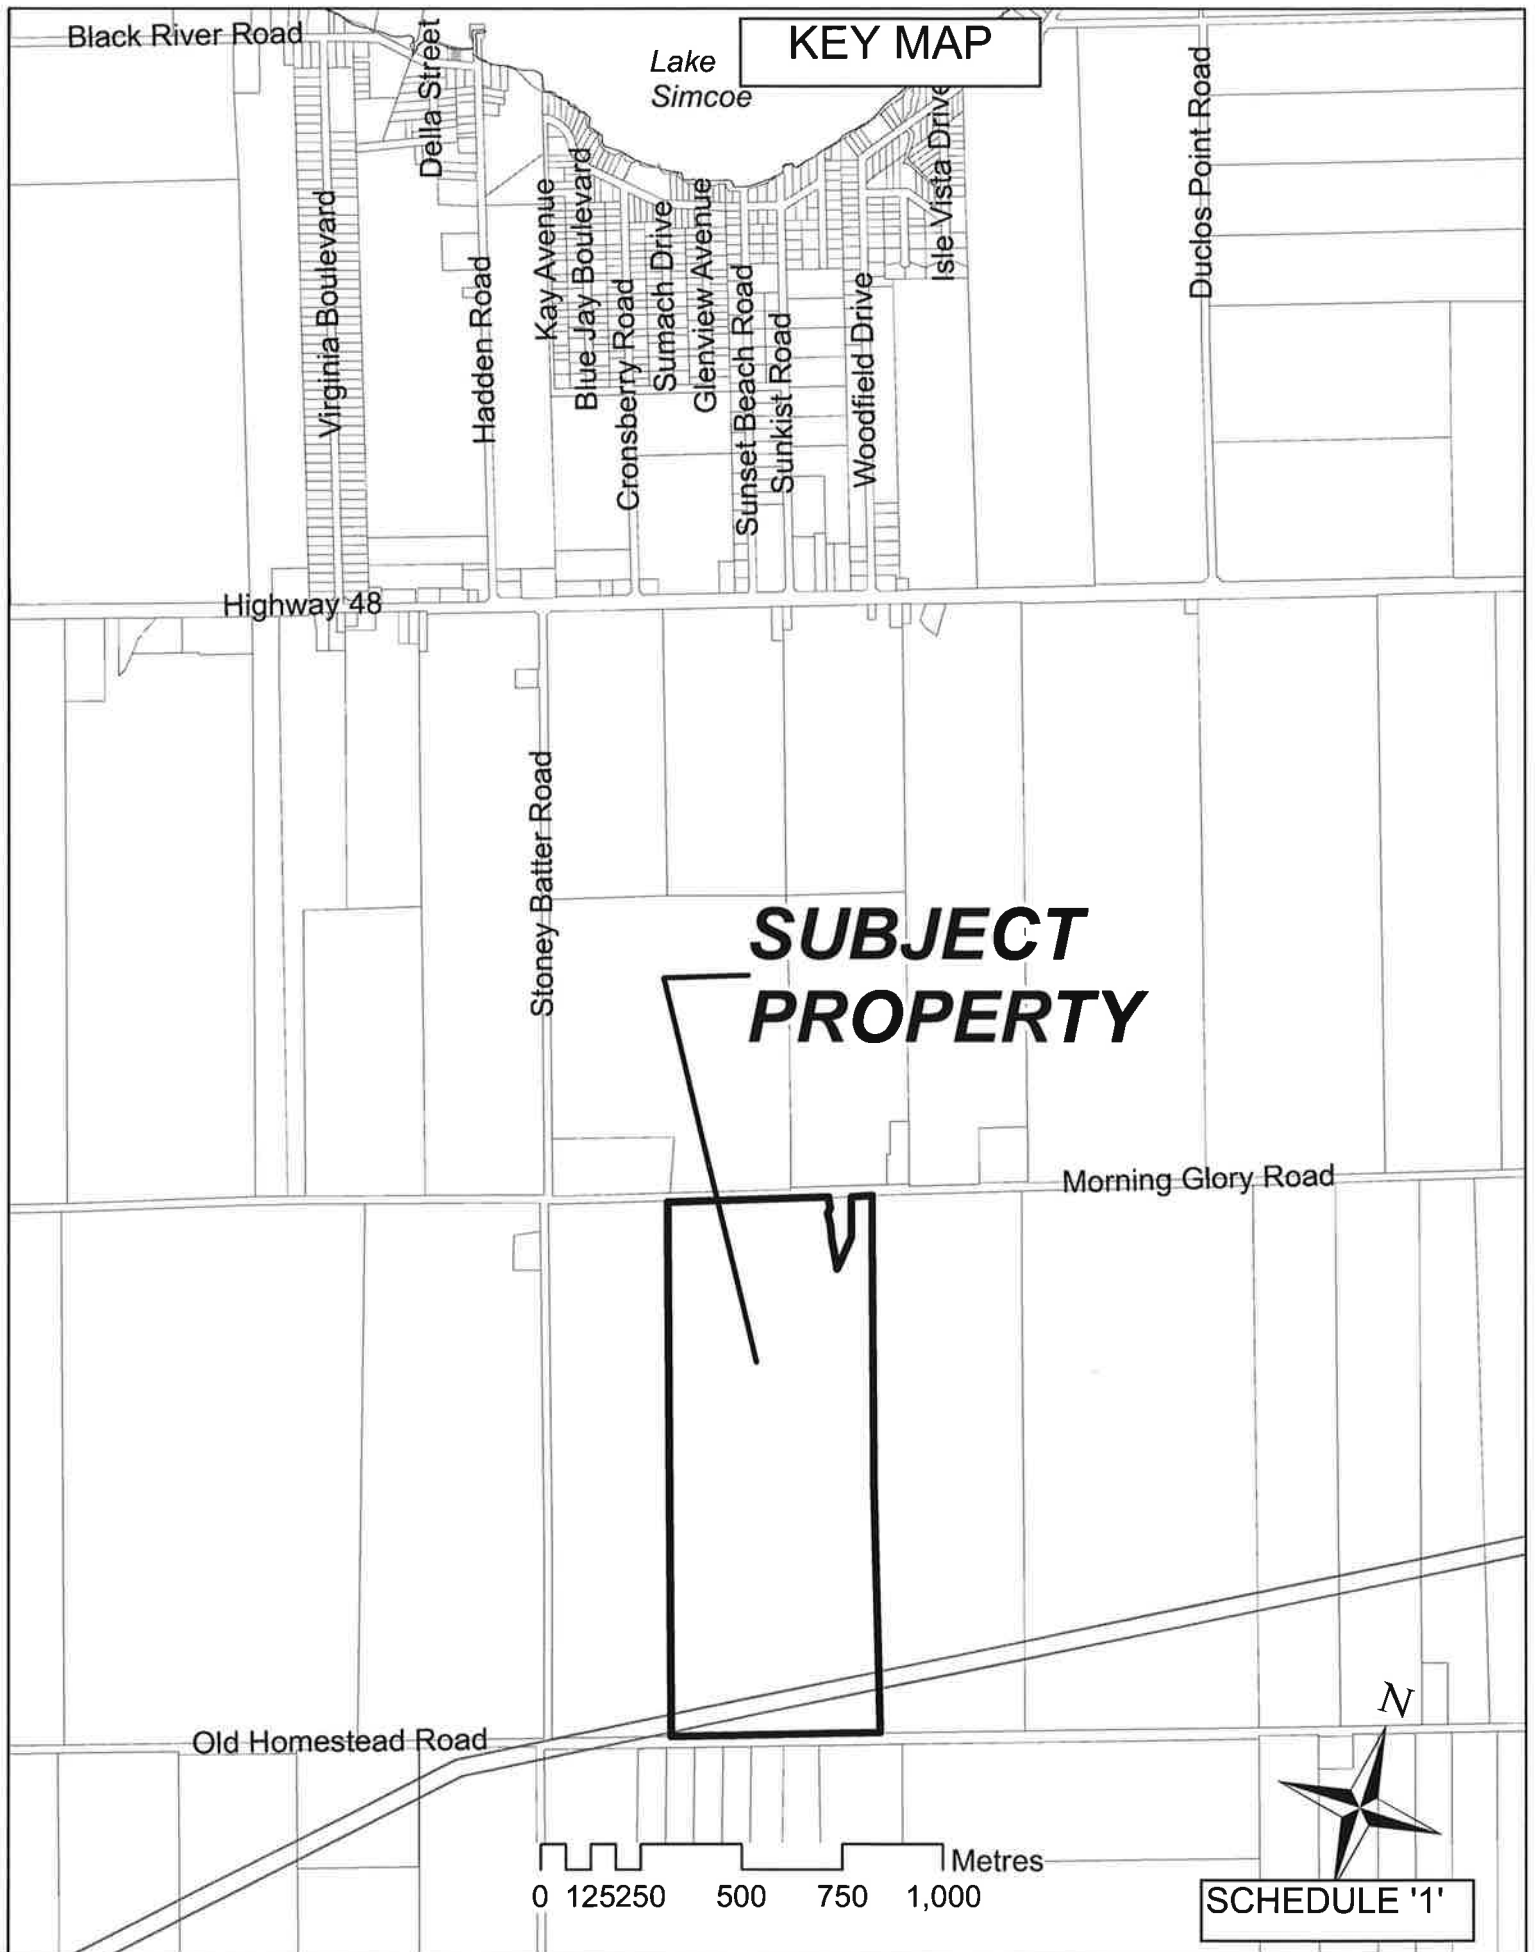 Black River Road
Della Street
Lake
Simcoe
KEY MAP
Duclos Point Road
Isle Vista Drive
Virginia Boulevard
Hadden Road
Kay Avenue
Blue Jay Boulevard
Cronsberry Road
Sumach Drive
Glenview Avenue
Sunset Beach Road
Sunkist Road
Woodfield Drive
Highway 48
Stoney Batter Road
SUBJECT
PROPERTY
Morning Glory Road
Old Homestead Road
N
Metres
0 125250 500 750 1,000
SCHEDULE '1'